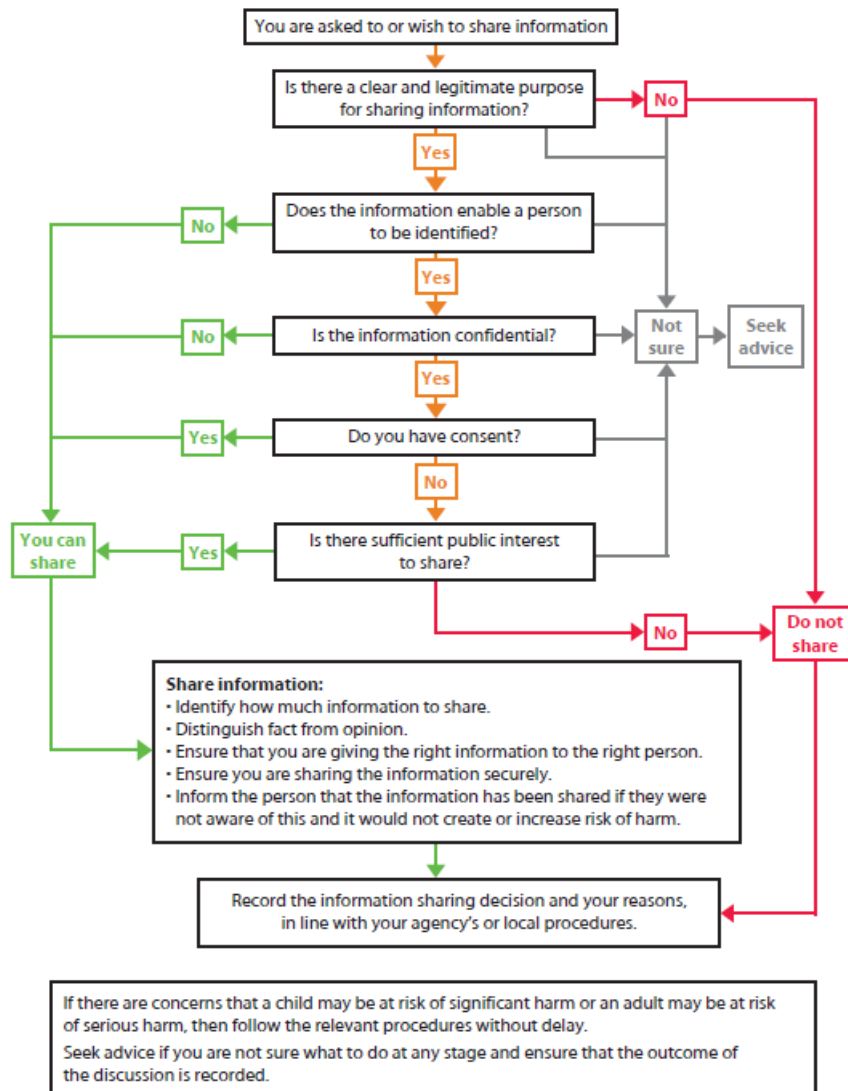 You are asked to or wish to share information
Is there a clear and legitimate purpose
for sharing information?
No
Yes
Does the information enable a person
to be identified?
No
Yes
Is the information confidential?
No
Not
sure
Seek
advice
Yes
Do you have consent?
Yes
No
Is there sufficient public interest
to share?
Yes
You can
share
No
Do not
share
Share information:
• Identify how much information to share.
• Distinguish fact from opinion.
• Ensure that you are giving the right information to the right person.
• Ensure you are sharing the information securely.
• Inform the person that the information has been shared if they were
not aware of this and it would not create or increase risk of harm.
Record the information sharing decision and your reasons,
in line with your agency's or local procedures.
If there are concerns that a child may be at risk of significant harm or an adult may be at risk
of serious harm, then follow the relevant procedures without delay.
Seek advice if you are not sure what to do at any stage and ensure that the outcome of
the discussion is recorded.